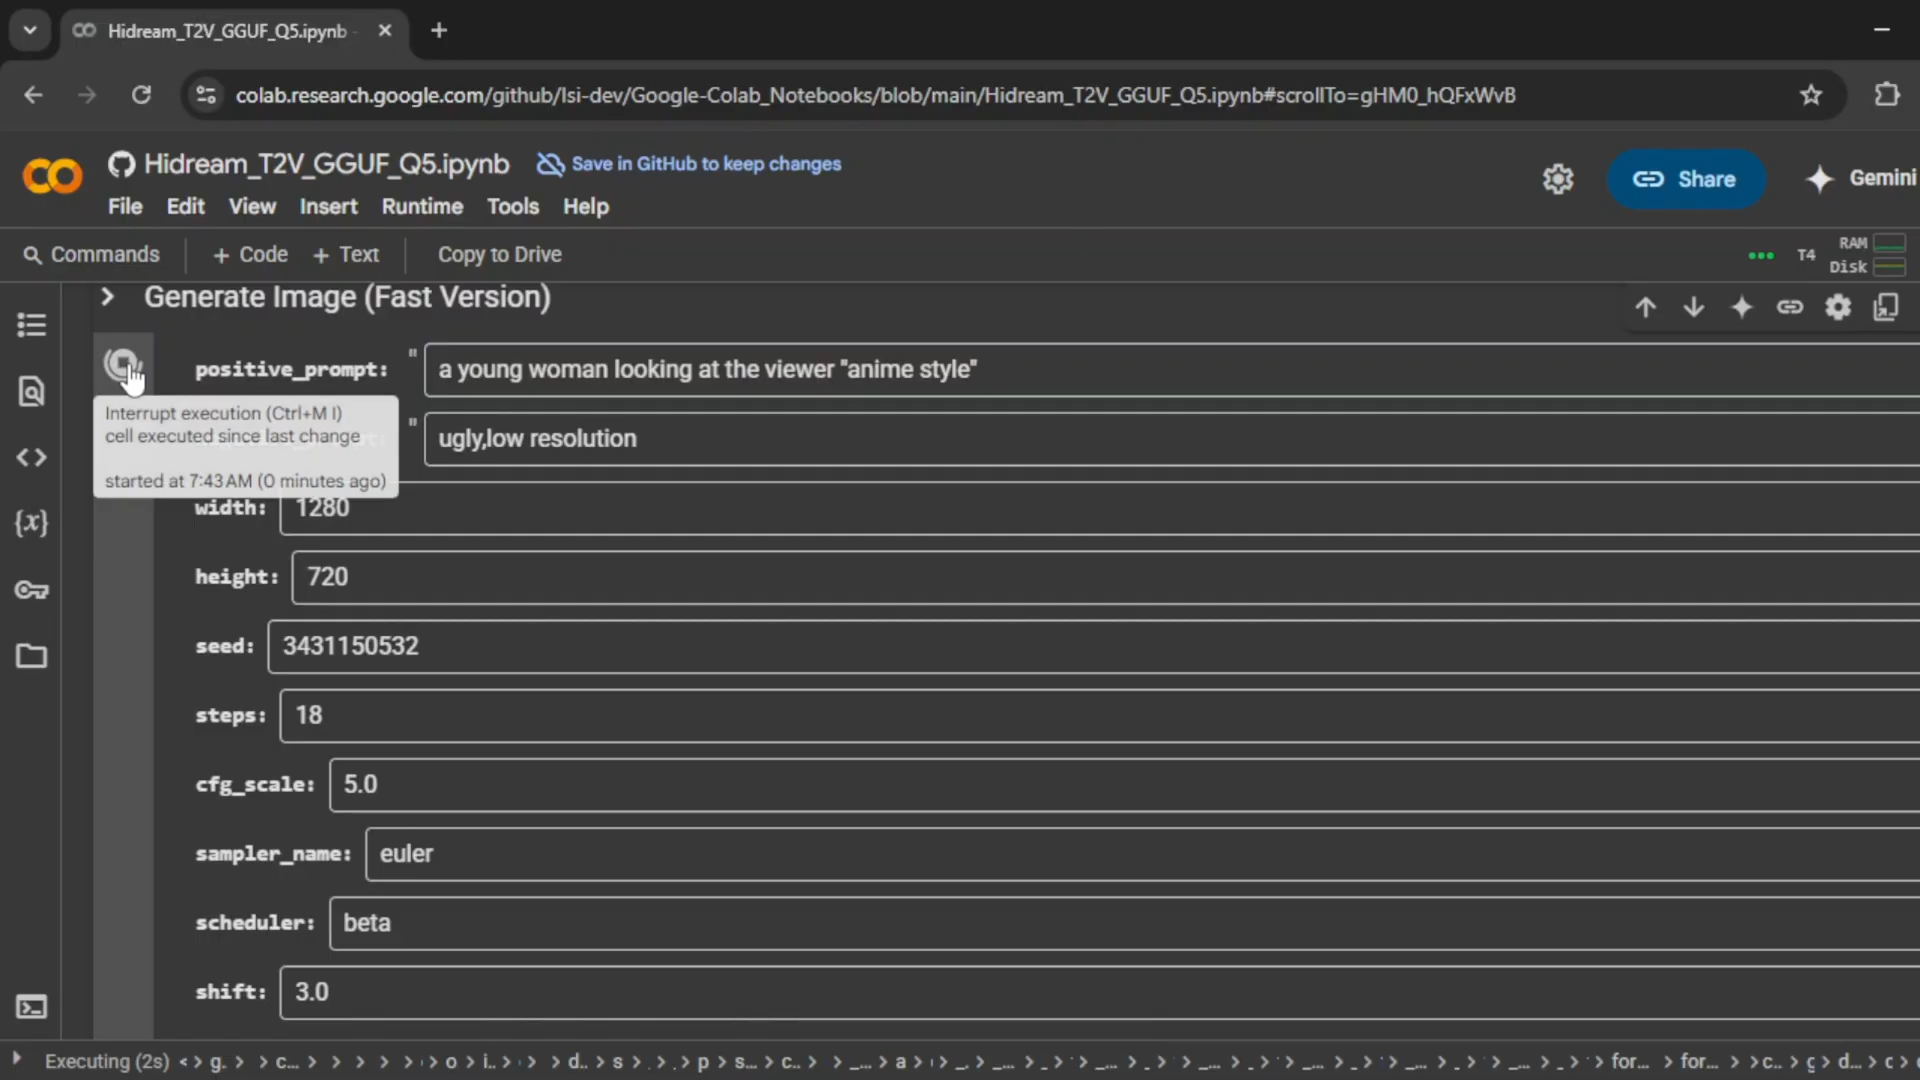 Hidream_T2V_GGUF_Q5.ipynb
colab.research.google.com/github/Isi-dev/Google-Colab_Notebooks/blob/main/Hidream_T2V_GGUF_Q5.ipynb#scrollTo=gHM0_hQFxWvB
Hidream_T2V_GGUF_Q5.ipynb Save in GitHub to keep changes
Share Gemini
File Edit View Insert Runtime Tools Help
Commands + Code + Text Copy to Drive
T4 RAM
Disk
Generate Image (Fast Version)
positive_prompt: " a young woman looking at the viewer "anime style"
Interrupt execution (Ctrl+M I)
cell executed since last change
started at 7:43 AM (0 minutes ago)
" ugly,low resolution
width: 1280
height: 720
seed: 3431150532
steps: 18
cfg_scale: 5.0
sampler_name: euler
scheduler: beta
shift: 3.0
Executing (2s) <> g. > > c... > > > > > > o > i.. > > > d.. > s > . > . > p > s... > c.. > > _... > a >
for... > for... > > c... > g > d... > c >